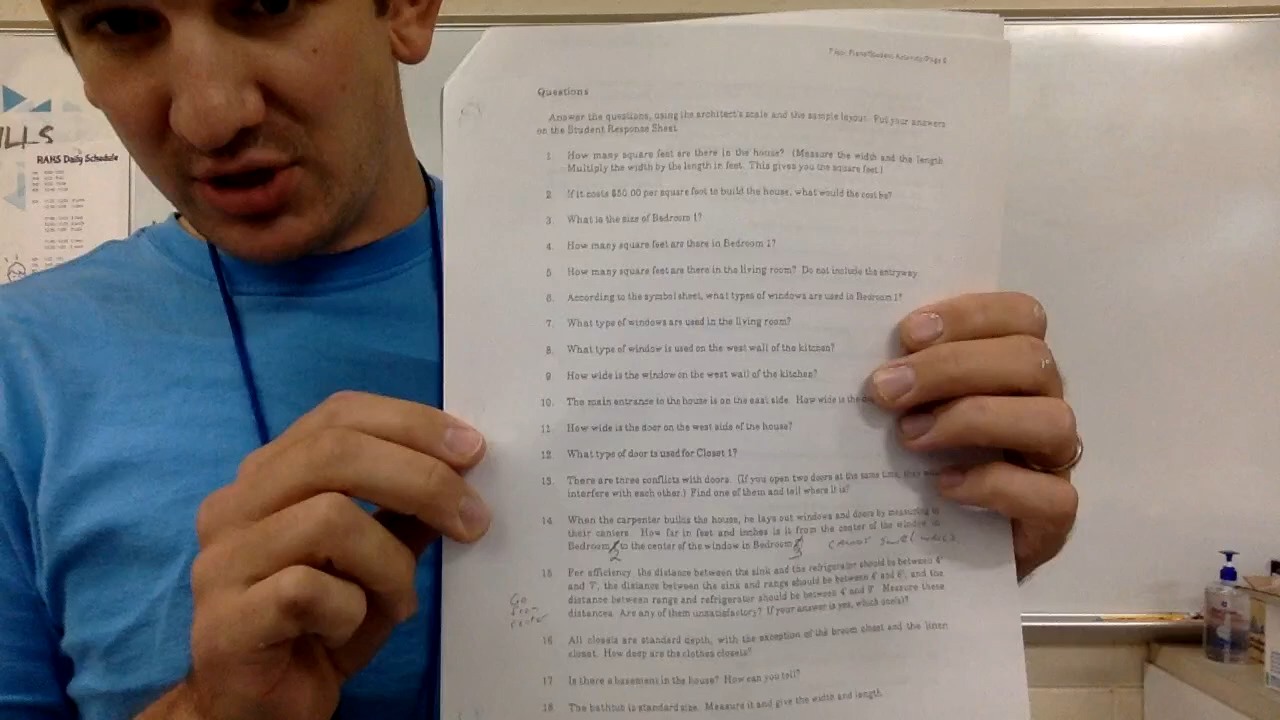 ILLS
RAHS Daily Schedule
Questions
Answer the questions, using the architect's scale and the sample layout. Put your answers
on the Student Response Sheet.
1. How many square feet are there in the house? (Measure the width and the length
Multiply the width by the length in feet. This gives you the square feet.)
2. If it costs $50.00 per square foot to build the house, what would the cost be?
3. What is the size of Bedroom 1?
4. How many square feet are there in Bedroom 1?
5. How many square feet are there in the living room? Do not include the entryway.
6. According to the symbol sheet, what types of windows are used in Bedroom 1?
7. What type of windows are used in the living room?
8. What type of window is used on the west wall of the kitchen?
9. How wide is the window on the west wall of the kitchen?
10. The main entrance to the house is on the east side. How wide is the
11. How wide is the door on the west side of the house?
12. What type of door is used for Closet 1?
13. There are three conflicts with doors. (If you open two doors at the same time, they
interfere with each other.) Find one of them and tell where it is?
14. When the carpenter builds the house, he lays out windows and doors by measuring to
their centers. How far in feet and inches is it from the center of the window in
Bedroom 2 to the center of the window in Bedroom 3
15. For efficiency, the distance between the sink and the refrigerator should be between 4'
and 7', the distance between the sink and range should be between 4' and 6', and the
distance between range and refrigerator should be between 4' and 9'. Measure these
distances. Are any of them unsatisfactory? If your answer is yes, which one(s)?
Go
from
center
16. All closets are standard depth, with the exception of the broom closet and the linen
closet. How deep are the clothes closets?
17. Is there a basement in the house? How can you tell?
18. The bathtub is standard size. Measure it and give the width and length.